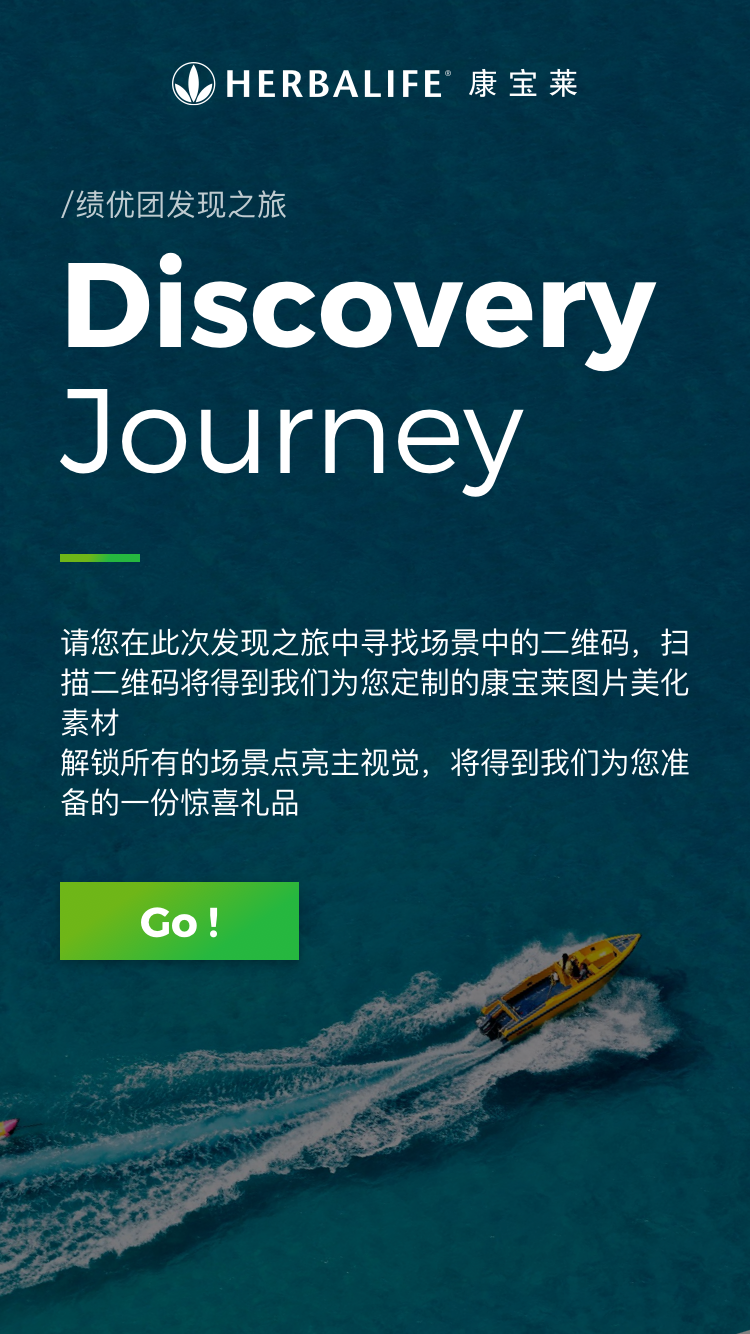 HERBALIFE® 康宝莱
/绩优团发现之旅
Discovery
Journey
请您在此次发现之旅中寻找场景中的二维码，扫
描二维码将得到我们为您定制的康宝莱图片美化
素材
解锁所有的场景点亮主视觉，将得到我们为您准
备的一份惊喜礼品
Go !